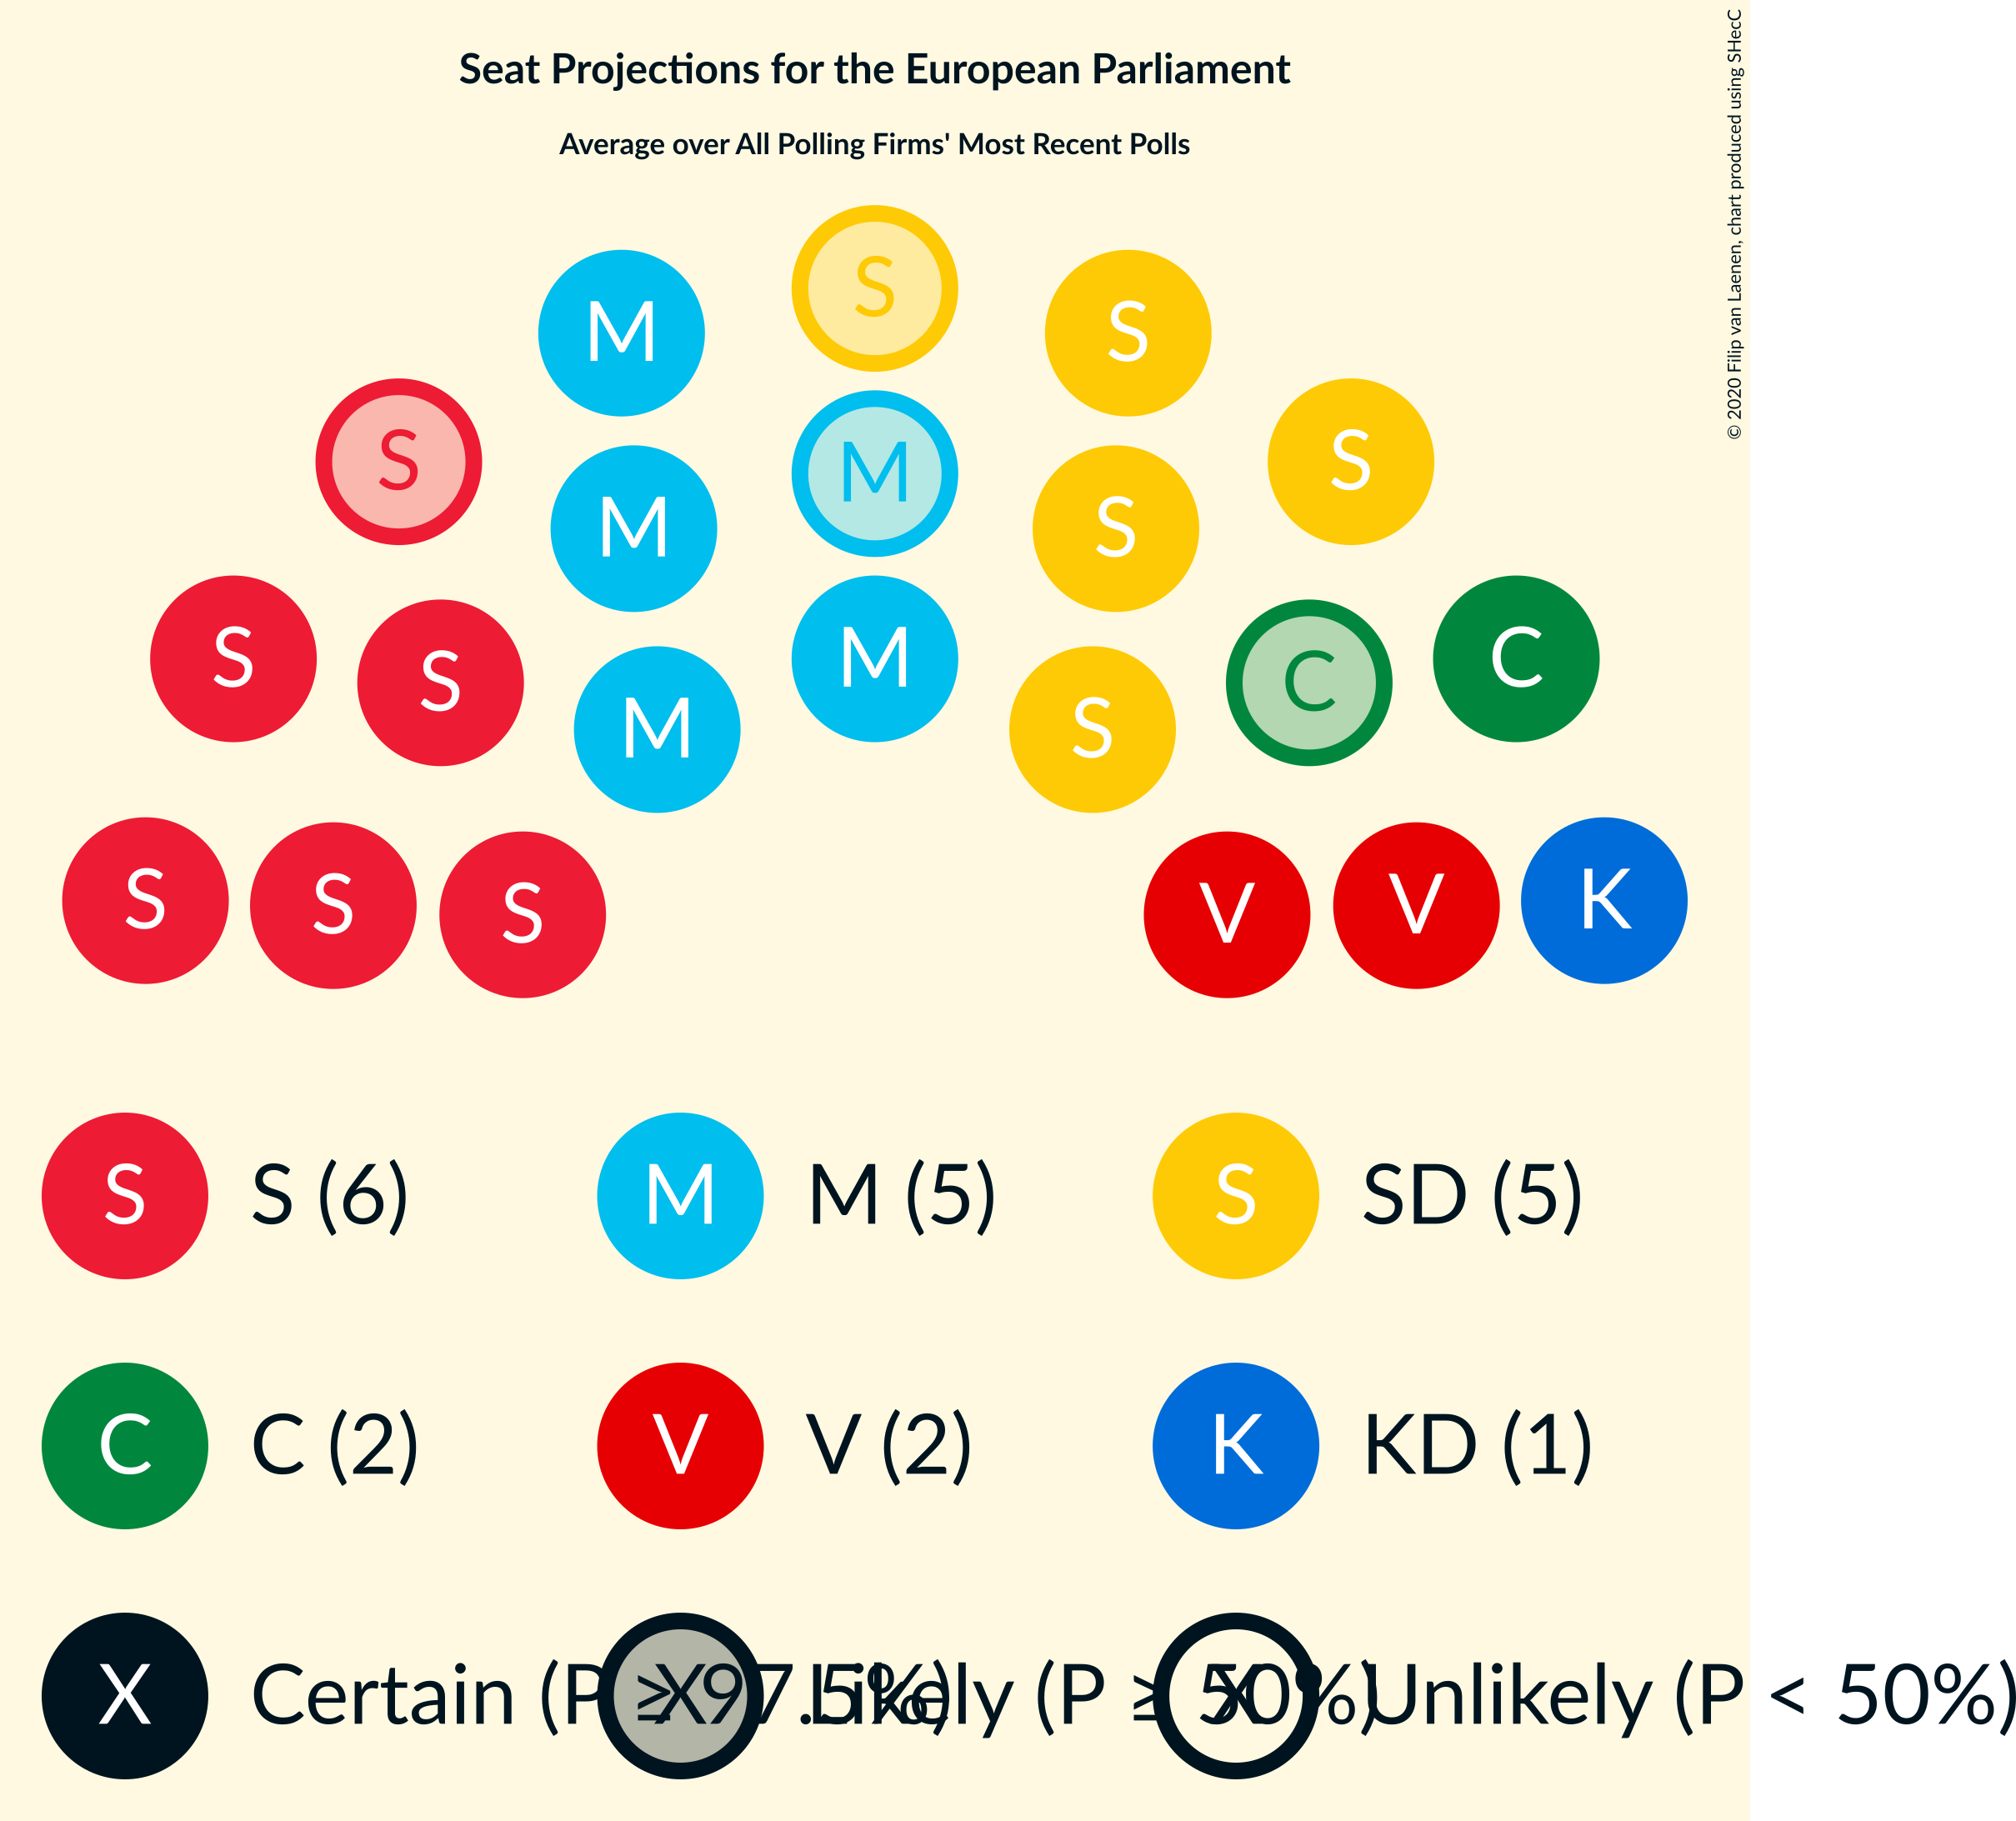 Seat Projections for the European Parliament
Average over All Polling Firms' Most Recent Polls
© 2020 Filip van Laenen, chart produced using SHecC
S
M S
S S
M
M S
S C
S M C
M S
S K
S V
S V
S S (6) M M (5) S SD (5)
C C (2) V V (2) K KD (1)
X Certain (P ≥ 97.5%) X Likely (P ≥ 50%) X Unlikely (P < 50%)